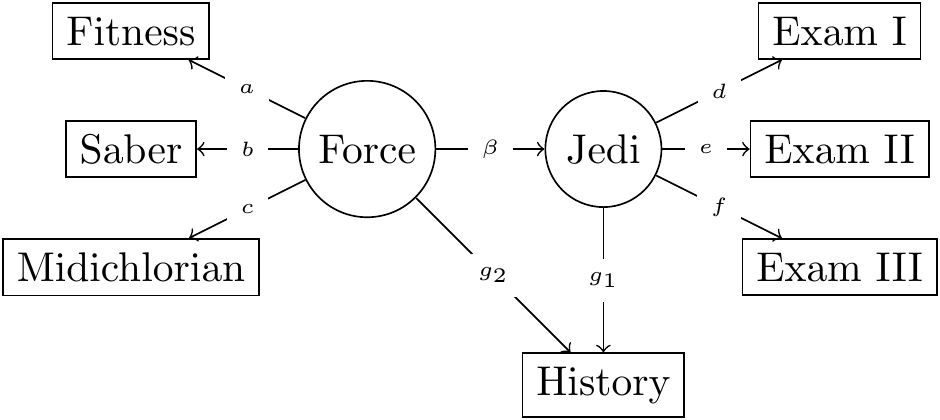 Fitness
Exam I
a
d
Saber
b
Force
β
Jedi
e
Exam II
c
f
Midichlorian
g2
g1
Exam III
History